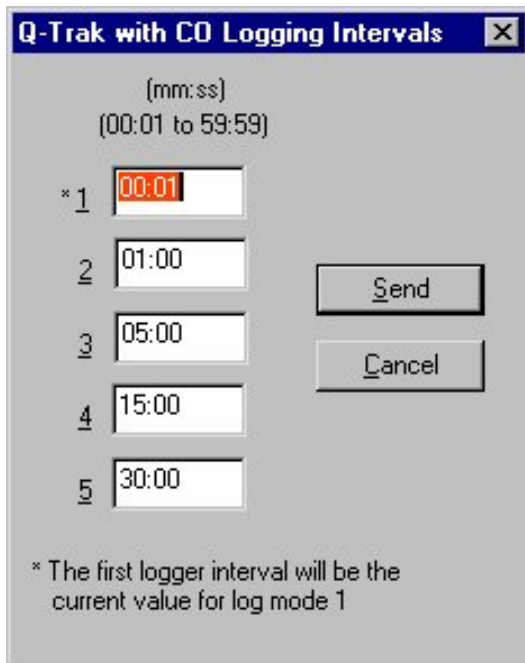 Q-Trak with CO Logging Intervals
(mm:ss)
(00:01 to 59:59)
* 1 00:01
2 01:00
3 05:00
4 15:00
5 30:00
Send
Cancel
* The first logger interval will be the
current value for log mode 1